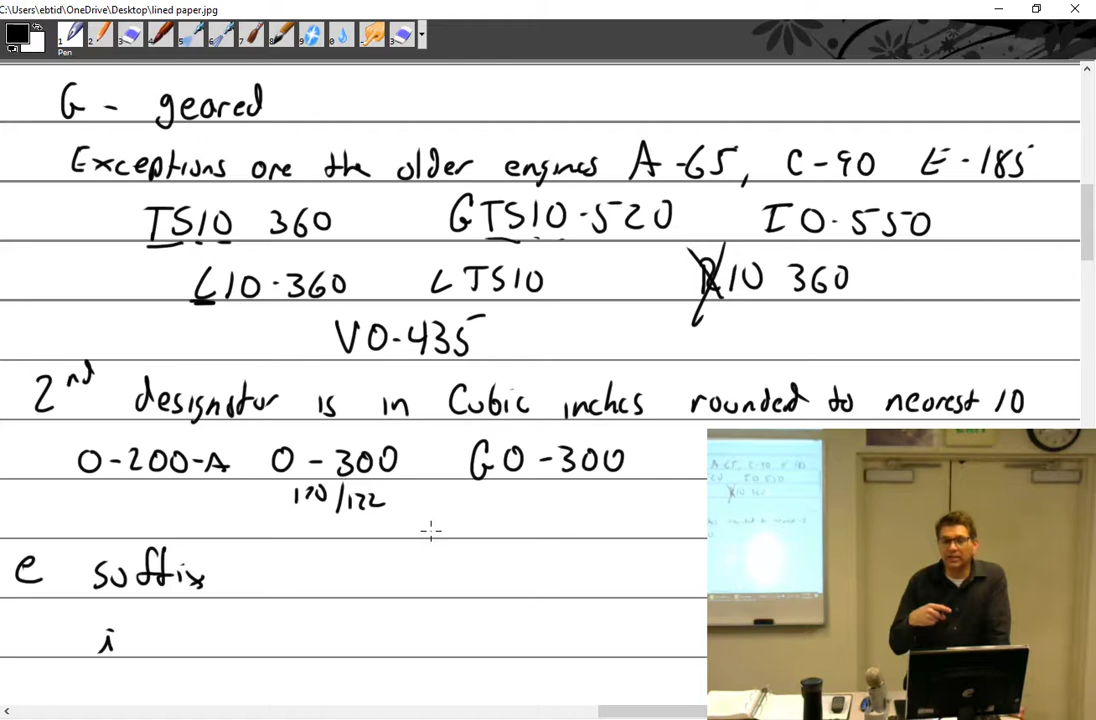 C:\Users\ebtid\OneDrive\Desktop\lined paper.jpg
Pen
G - geared
Exceptions are the older engines A-65, C-90 E-185
TSIO 360 GTSIO-520 IO-550
LIO-360 LTSIO IO 360
VO-435
2nd designator is in Cubic inches rounded to nearest 10
O-200-A O-300 GO-300
170/172
e suffix
i